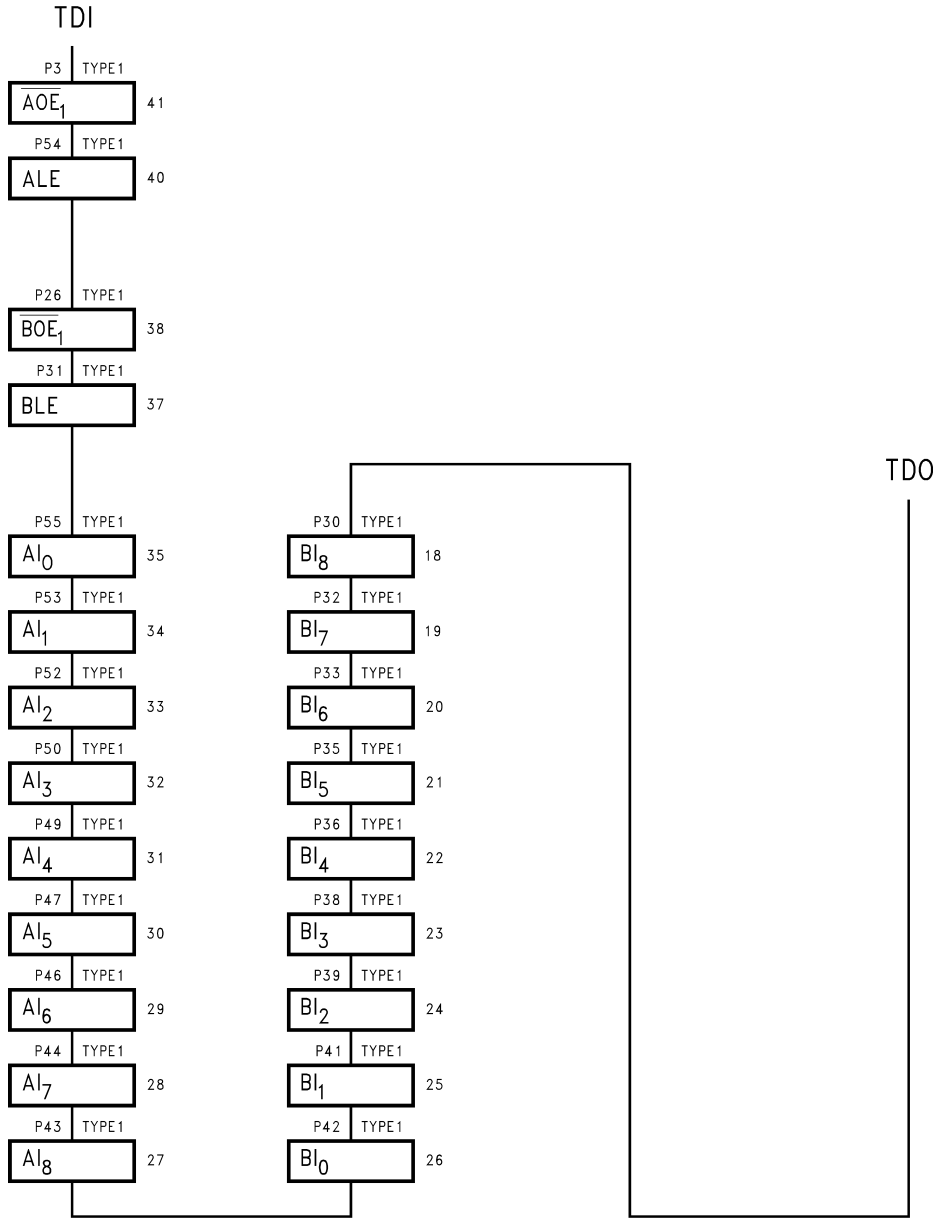 TDI
P3 TYPE1
AOE1 41
P54 TYPE1
ALE 40
P26 TYPE1
BOE1 38
P31 TYPE1
BLE 37
TDO
P55 TYPE1 P30 TYPE1
AI0 35 BI8 18
P53 TYPE1 P32 TYPE1
AI1 34 BI7 19
P52 TYPE1 P33 TYPE1
AI2 33 BI6 20
P50 TYPE1 P35 TYPE1
AI3 32 BI5 21
P49 TYPE1 P36 TYPE1
AI4 31 BI4 22
P47 TYPE1 P38 TYPE1
AI5 30 BI3 23
P46 TYPE1 P39 TYPE1
AI6 29 BI2 24
P44 TYPE1 P41 TYPE1
AI7 28 BI1 25
P43 TYPE1 P42 TYPE1
AI8 27 BI0 26